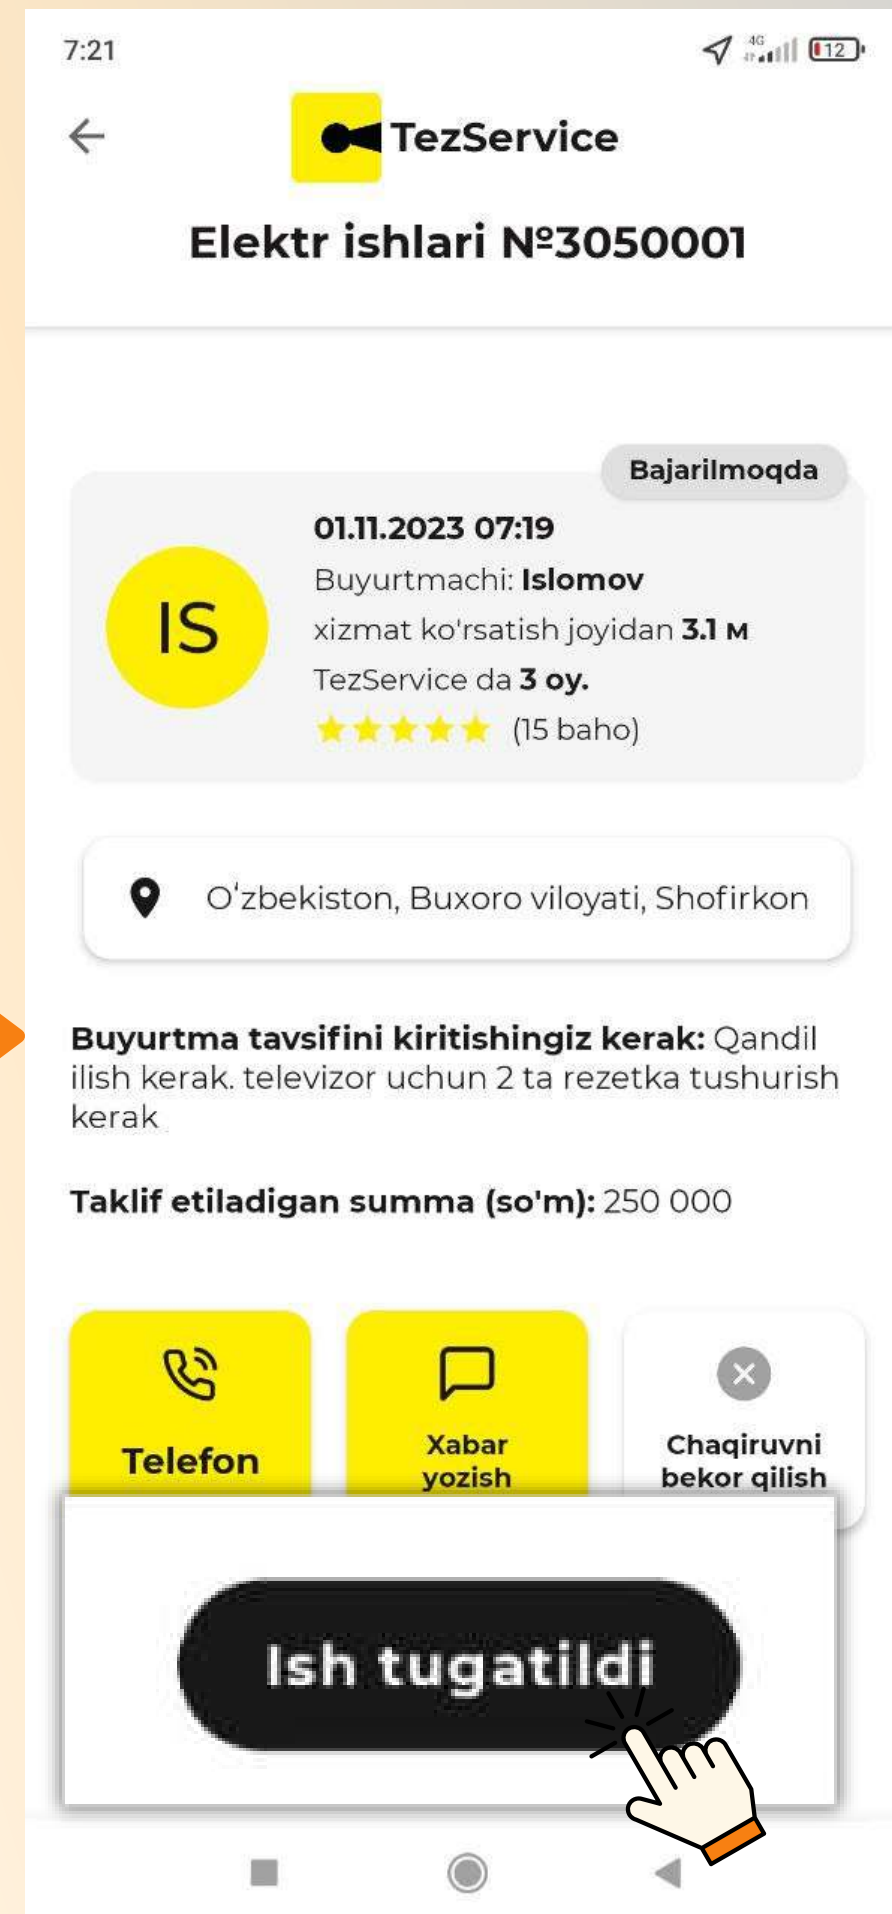 7:21
4G
12
TezService
Elektr ishlari №3050001
Bajarilmoqda
01.11.2023 07:19
Buyurtmachi: Islomov
xizmat ko'rsatish joyidan 3.1 м
TezService da 3 oy.
(15 baho)
Oʻzbekiston, Buxoro viloyati, Shofirkon
Buyurtma tavsifini kiritishingiz kerak: Qandil
ilish kerak. televizor uchun 2 ta rezetka tushurish
kerak
Taklif etiladigan summa (so'm): 250 000
IS
Telefon
Xabar
yozish
Chaqiruvni
bekor qilish
Ish tugatildi